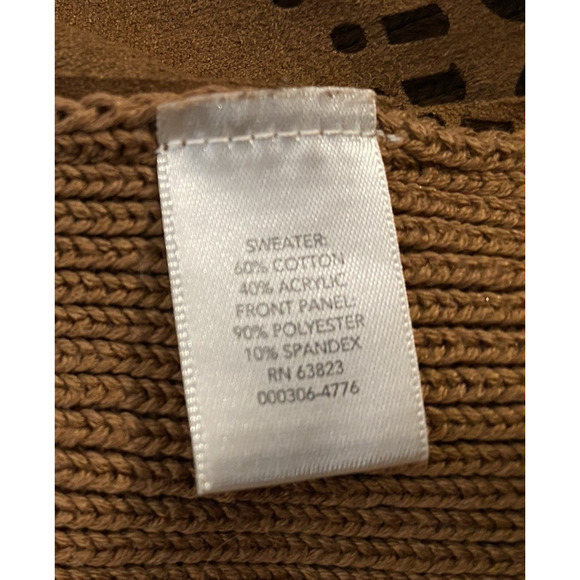 SWEATER:
60% COTTON
40% ACRYLIC
FRONT PANEL:
90% POLYESTER
10% SPANDEX
RN 63823
000306-4776